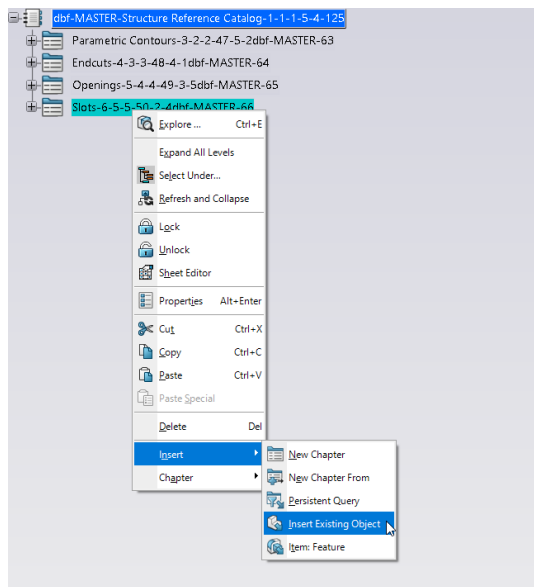 dbf-MASTER-Structure Reference Catalog-1-1-1-5-4-125
Parametric Contours-3-2-2-47-5-2dbf-MASTER-63
Endcuts-4-3-3-48-4-1dbf-MASTER-64
Openings-5-4-4-49-3-5dbf-MASTER-65
Slots-6-5-5-50-2-4dbf-MASTER-66
Explore ... Ctrl+E
Expand All Levels
Select Under...
Refresh and Collapse
Lock
Unlock
Sheet Editor
Properties Alt+Enter
Cut Ctrl+X
Copy Ctrl+C
Paste Ctrl+V
Paste Special
Delete Del
Insert
New Chapter
Chapter
New Chapter From
Persistent Query
Insert Existing Object
Item: Feature